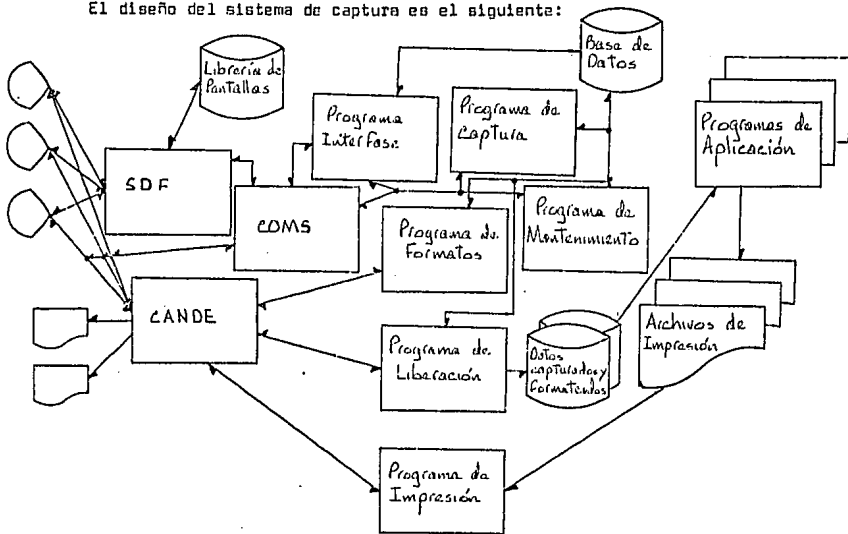 El diseño del sistema de captura es el siguiente:
Librería de
Pantallas
Base de
Datos
Programa
Interfase
Programa de
Captura
Programas de
Aplicación
SDF
COMS
Programa de
Formatos
Programa de
Mantenimiento
CANDE
Programa de
Liberación
Datos
capturados y
formateados
Archivos de
Impresión
Programa de
Impresión